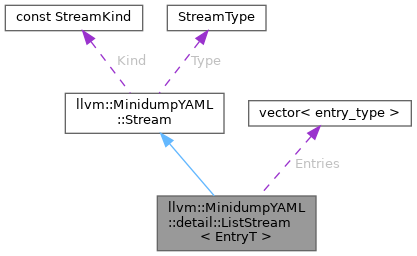 const StreamKind
StreamType
Kind
Type
llvm::MinidumpYAML
::Stream
vector< entry_type >
Entries
llvm::MinidumpYAML
::detail::ListStream
< EntryT >